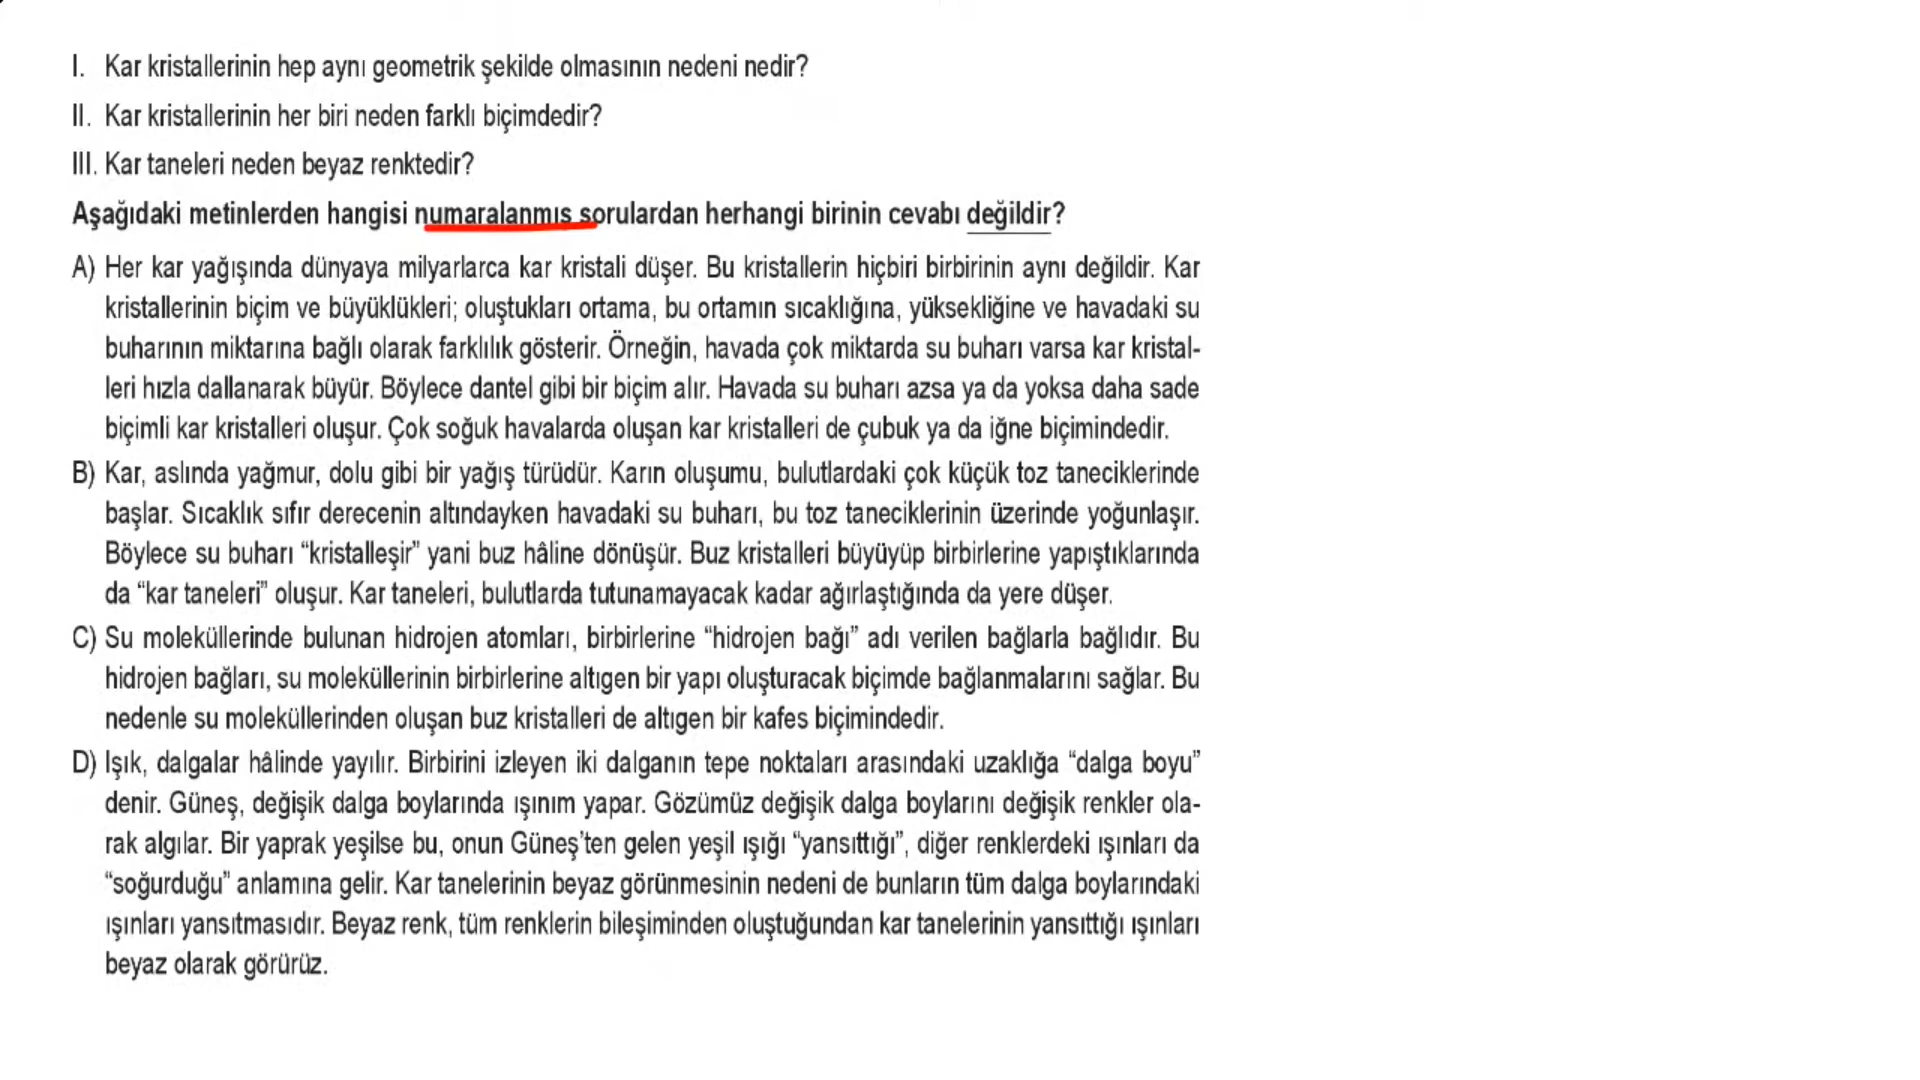 I. Kar kristallerinin hep aynı geometrik şekilde olmasının nedeni nedir?
II. Kar kristallerinin her biri neden farklı biçimdedir?
III. Kar taneleri neden beyaz renktedir?
Aşağıdaki metinlerden hangisi numaralanmış sorulardan herhangi birinin cevabı değildir?
A) Her kar yağışında dünyaya milyarlarca kar kristali düşer. Bu kristallerin hiçbiri birbirinin aynı değildir. Kar
kristallerinin biçim ve büyüklükleri; oluştukları ortama, bu ortamın sıcaklığına, yüksekliğine ve havadaki su
buharının miktarına bağlı olarak farklılık gösterir. Örneğin, havada çok miktarda su buharı varsa kar kristal-
leri hızla dallanarak büyür. Böylece dantel gibi bir biçim alır. Havada su buharı azsa ya da yoksa daha sade
biçimli kar kristalleri oluşur. Çok soğuk havalarda oluşan kar kristalleri de çubuk ya da iğne biçimindedir.
B) Kar, aslında yağmur, dolu gibi bir yağış türüdür. Karın oluşumu, bulutlardaki çok küçük toz taneciklerinde
başlar. Sıcaklık sıfır derecenin altındayken havadaki su buharı, bu toz taneciklerinin üzerinde yoğunlaşır.
Böylece su buharı “kristalleşir” yani buz hâline dönüşür. Buz kristalleri büyüyüp birbirlerine yapıştıklarında
da “kar taneleri” oluşur. Kar taneleri, bulutlarda tutunamayacak kadar ağırlaştığında da yere düşer.
C) Su moleküllerinde bulunan hidrojen atomları, birbirlerine “hidrojen bağı” adı verilen bağlarla bağlıdır. Bu
hidrojen bağları, su moleküllerinin birbirlerine altıgen bir yapı oluşturacak biçimde bağlanmalarını sağlar. Bu
nedenle su moleküllerinden oluşan buz kristalleri de altıgen bir kafes biçimindedir.
D) Işık, dalgalar hâlinde yayılır. Birbirini izleyen iki dalganın tepe noktaları arasındaki uzaklığa “dalga boyu”
denir. Güneş, değişik dalga boylarında ışınım yapar. Gözümüz değişik dalga boylarını değişik renkler ola-
rak algılar. Bir yaprak yeşilse bu, onun Güneş’ten gelen yeşil ışığı “yansıttığı”, diğer renklerdeki ışınları da
“soğurduğu” anlamına gelir. Kar tanelerinin beyaz görünmesinin nedeni de bunların tüm dalga boylarındaki
ışınları yansıtmasıdır. Beyaz renk, tüm renklerin bileşiminden oluştuğundan kar tanelerinin yansıttığı ışınları
beyaz olarak görürüz.